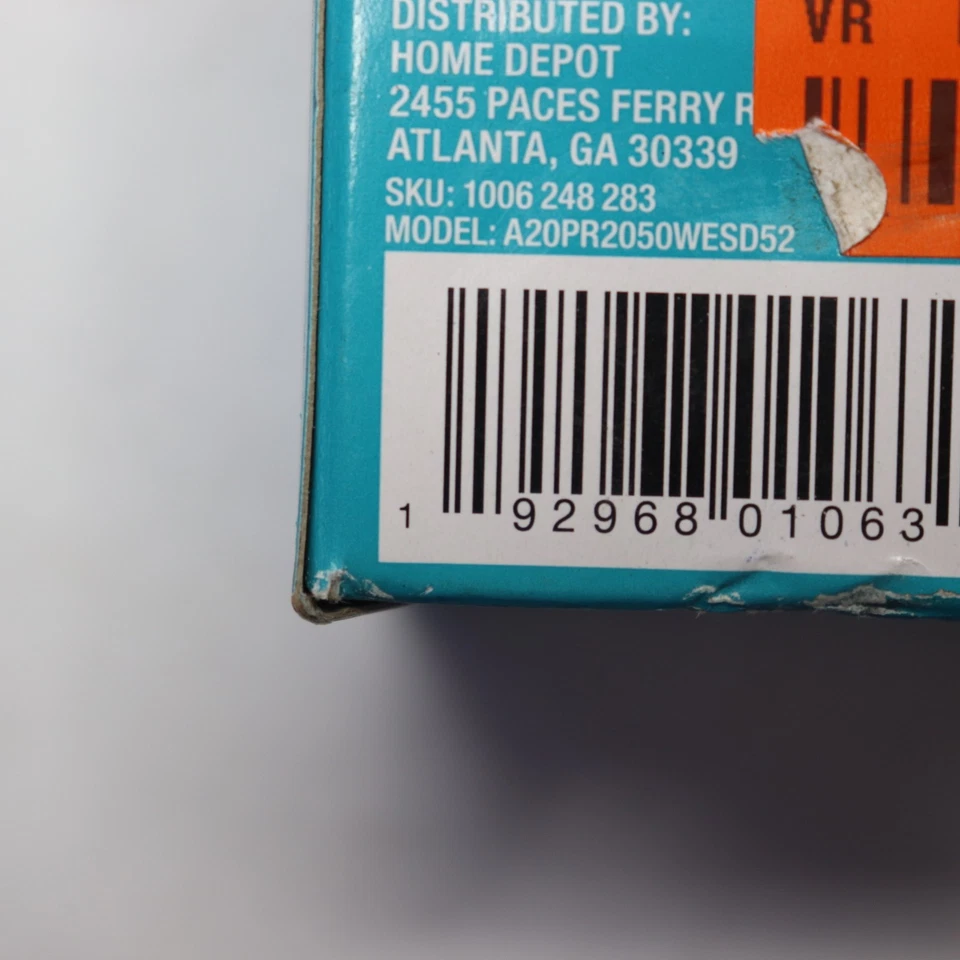 DISTRIBUTED BY:
HOME DEPOT
2455 PACES FERRY
ATLANTA, GA 30339
SKU: 1006 248 283
MODEL: A20PR2050WESD52
VR
1 92968 01063